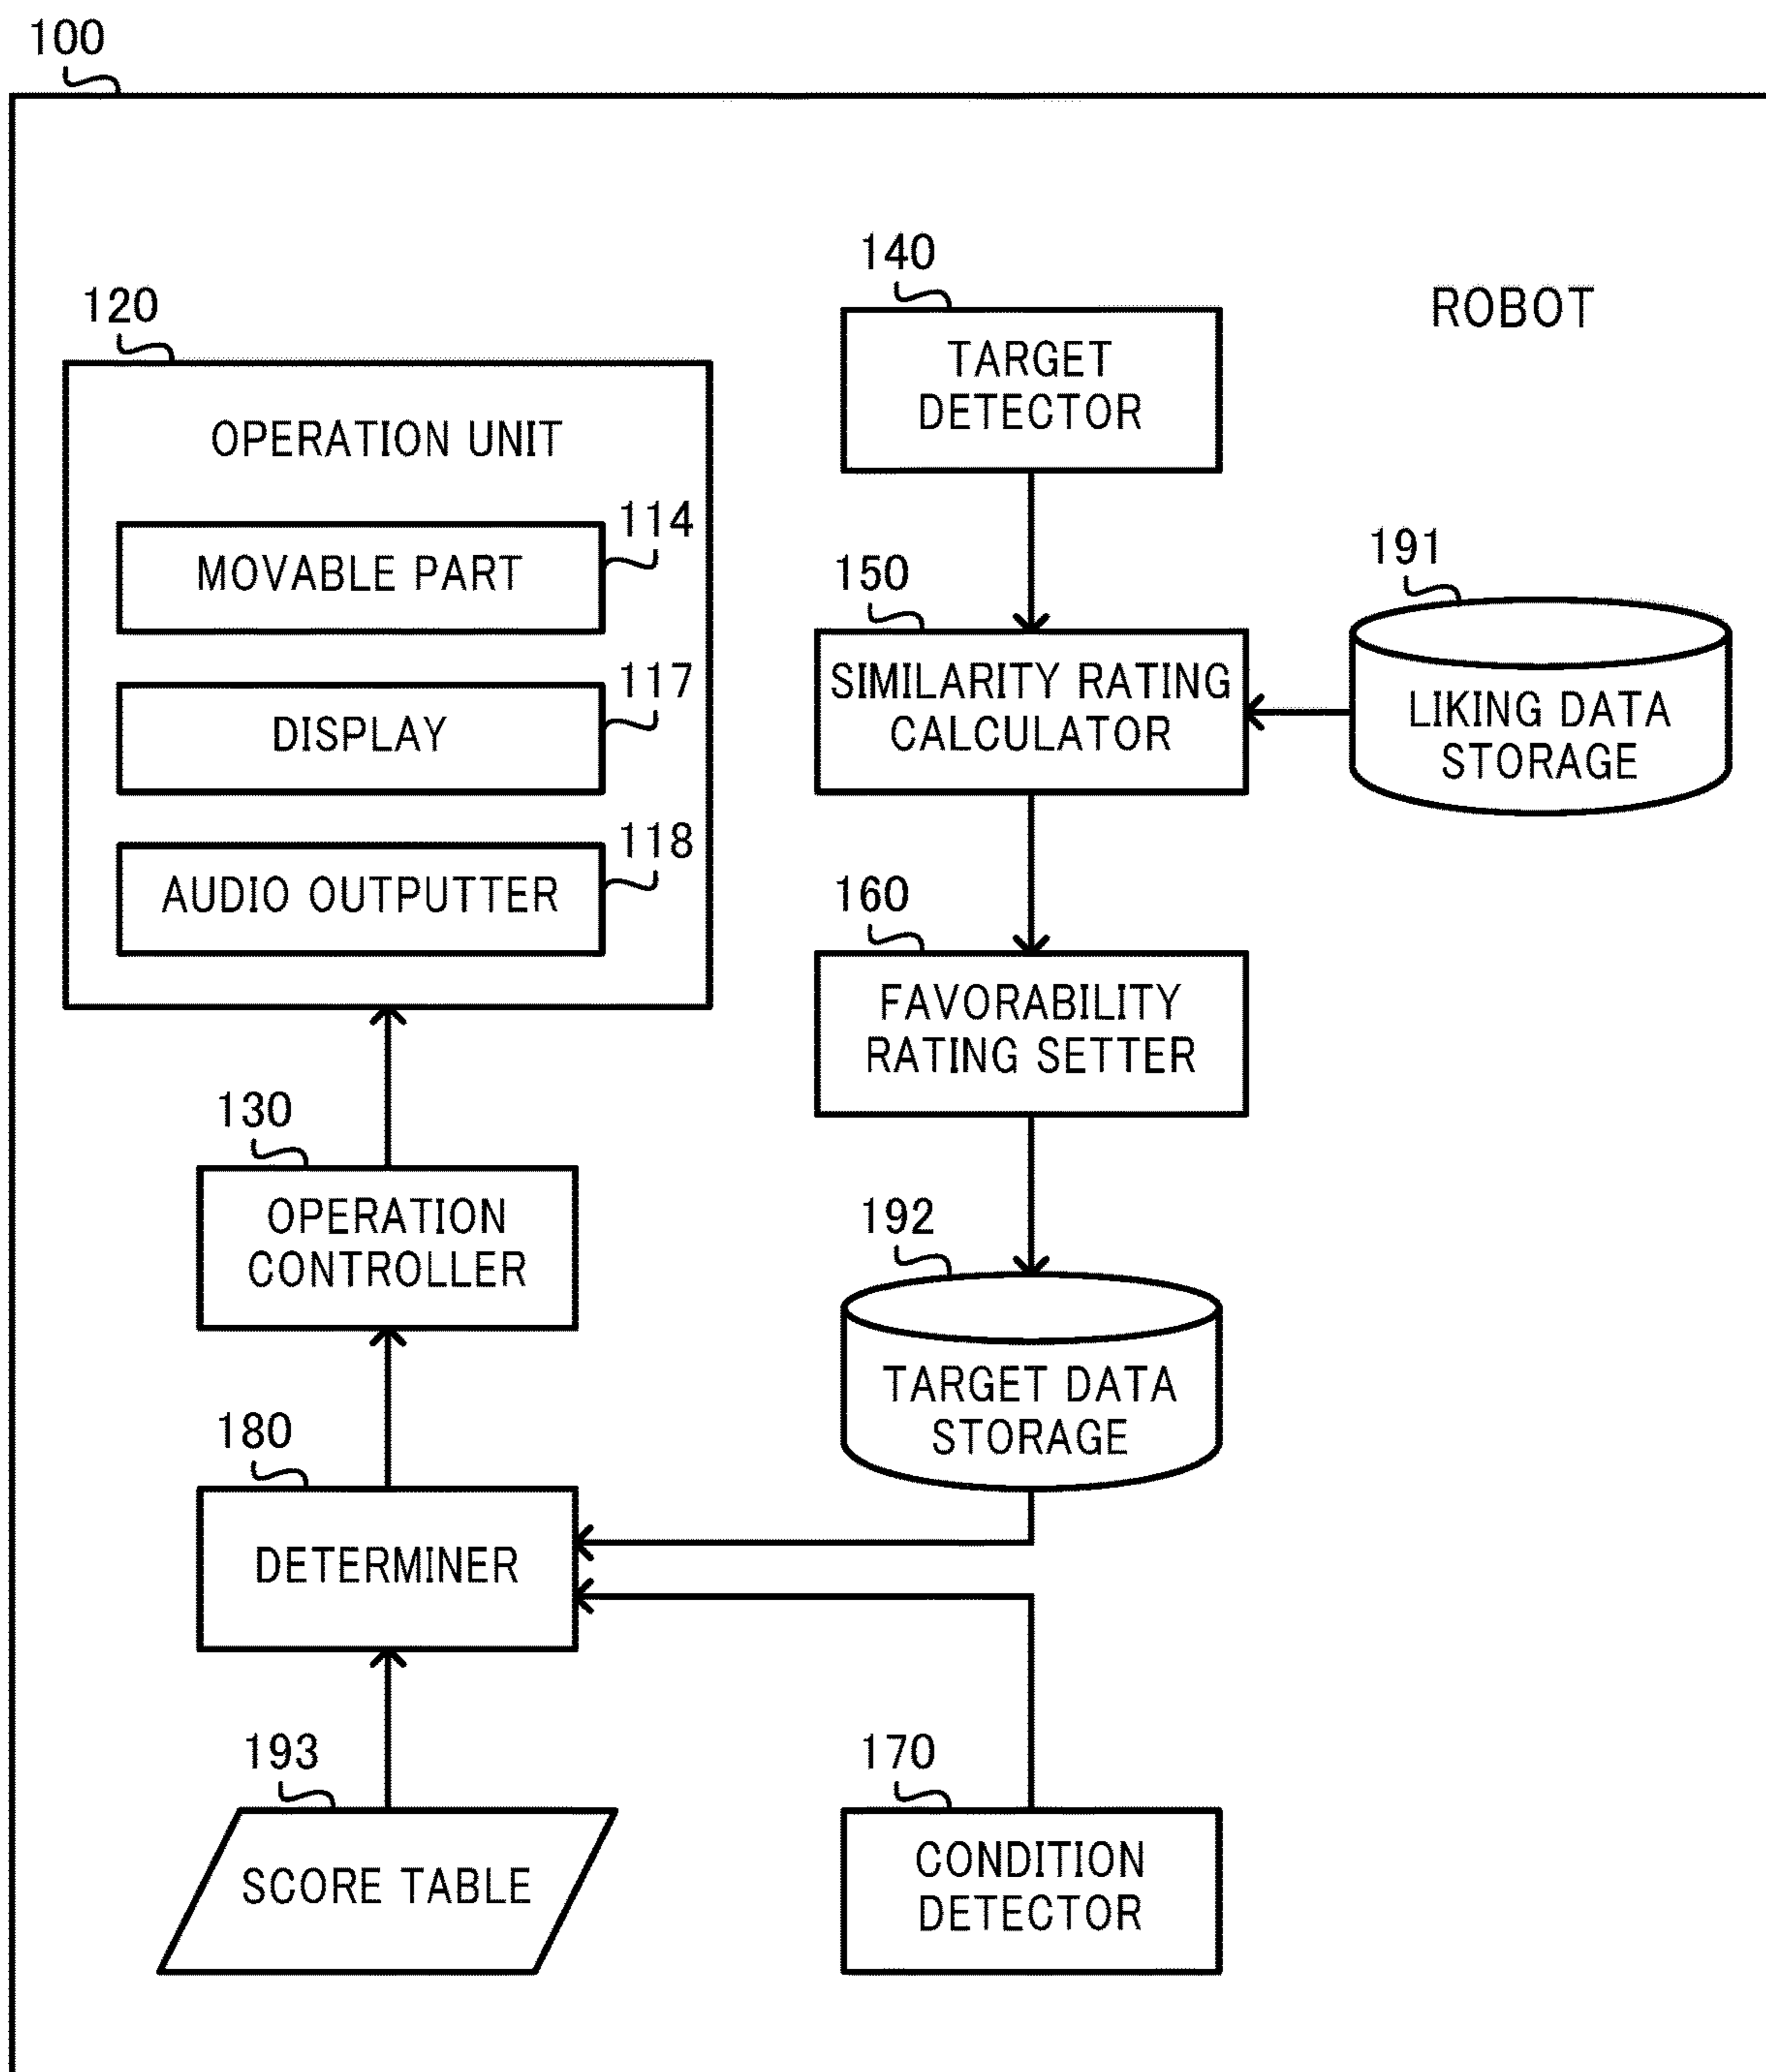 100
ROBOT
120
OPERATION UNIT
114
MOVABLE PART
117
DISPLAY
118
AUDIO OUTPUTTER
130
OPERATION
CONTROLLER
180
DETERMINER
193
SCORE TABLE
140
TARGET
DETECTOR
150
SIMILARITY RATING
CALCULATOR
191
LIKING DATA
STORAGE
160
FAVORABILITY
RATING SETTER
192
TARGET DATA
STORAGE
170
CONDITION
DETECTOR